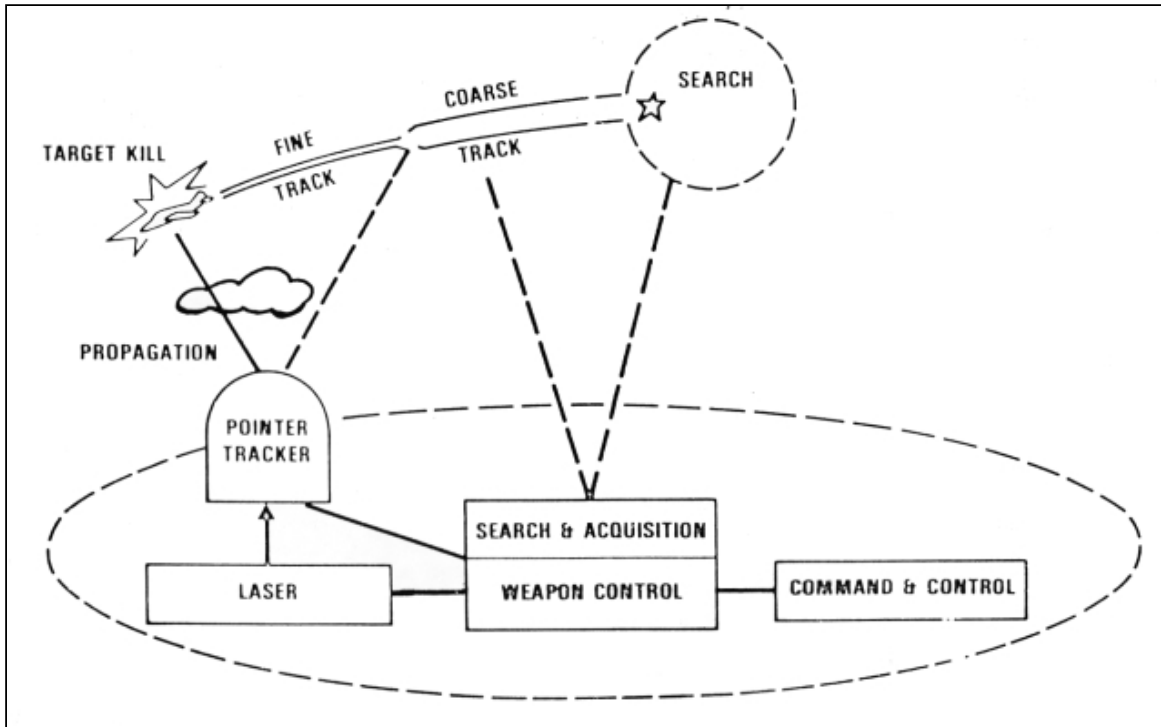 SEARCH
COARSE
TRACK
FINE
TRACK
TARGET KILL
PROPAGATION
POINTER
TRACKER
SEARCH & ACQUISITION
LASER
WEAPON CONTROL
COMMAND & CONTROL